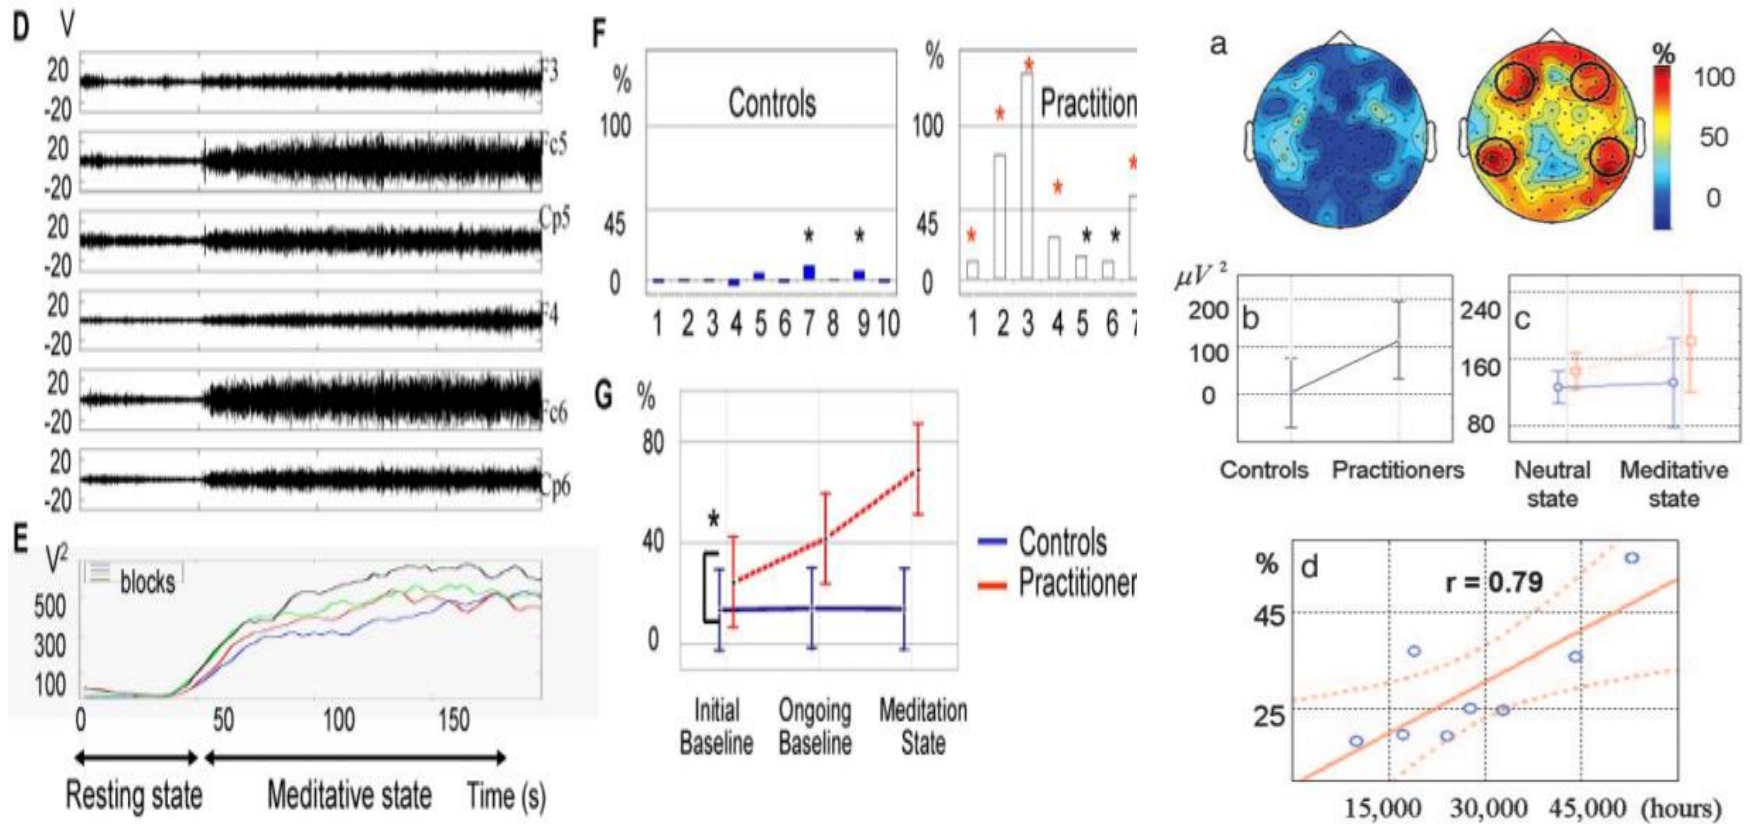 D V
20
-20
F3
20
-20
Fc5
20
-20
Cp5
20
-20
F4
20
-20
Fc6
20
-20
Cp6
E V²
blocks
500
300
100
0 50 100 150
Resting state Meditative state Time (s)
F
%
Controls
100
45
0
1 2 3 4 5 6 7 8 9 10
* *
%
Practition
100
45
0
1 2 3 4 5 6 7
* * * * * * *
G %
80
40
0
*
Initial Baseline
Ongoing Baseline
Meditation State
Controls
Practitioner
a
%
100
50
0
μV²
b
200
100
0
Controls Practitioners
c
240
160
80
Neutral state
Meditative state
d
%
r = 0.79
45
25
15,000 30,000 45,000 (hours)